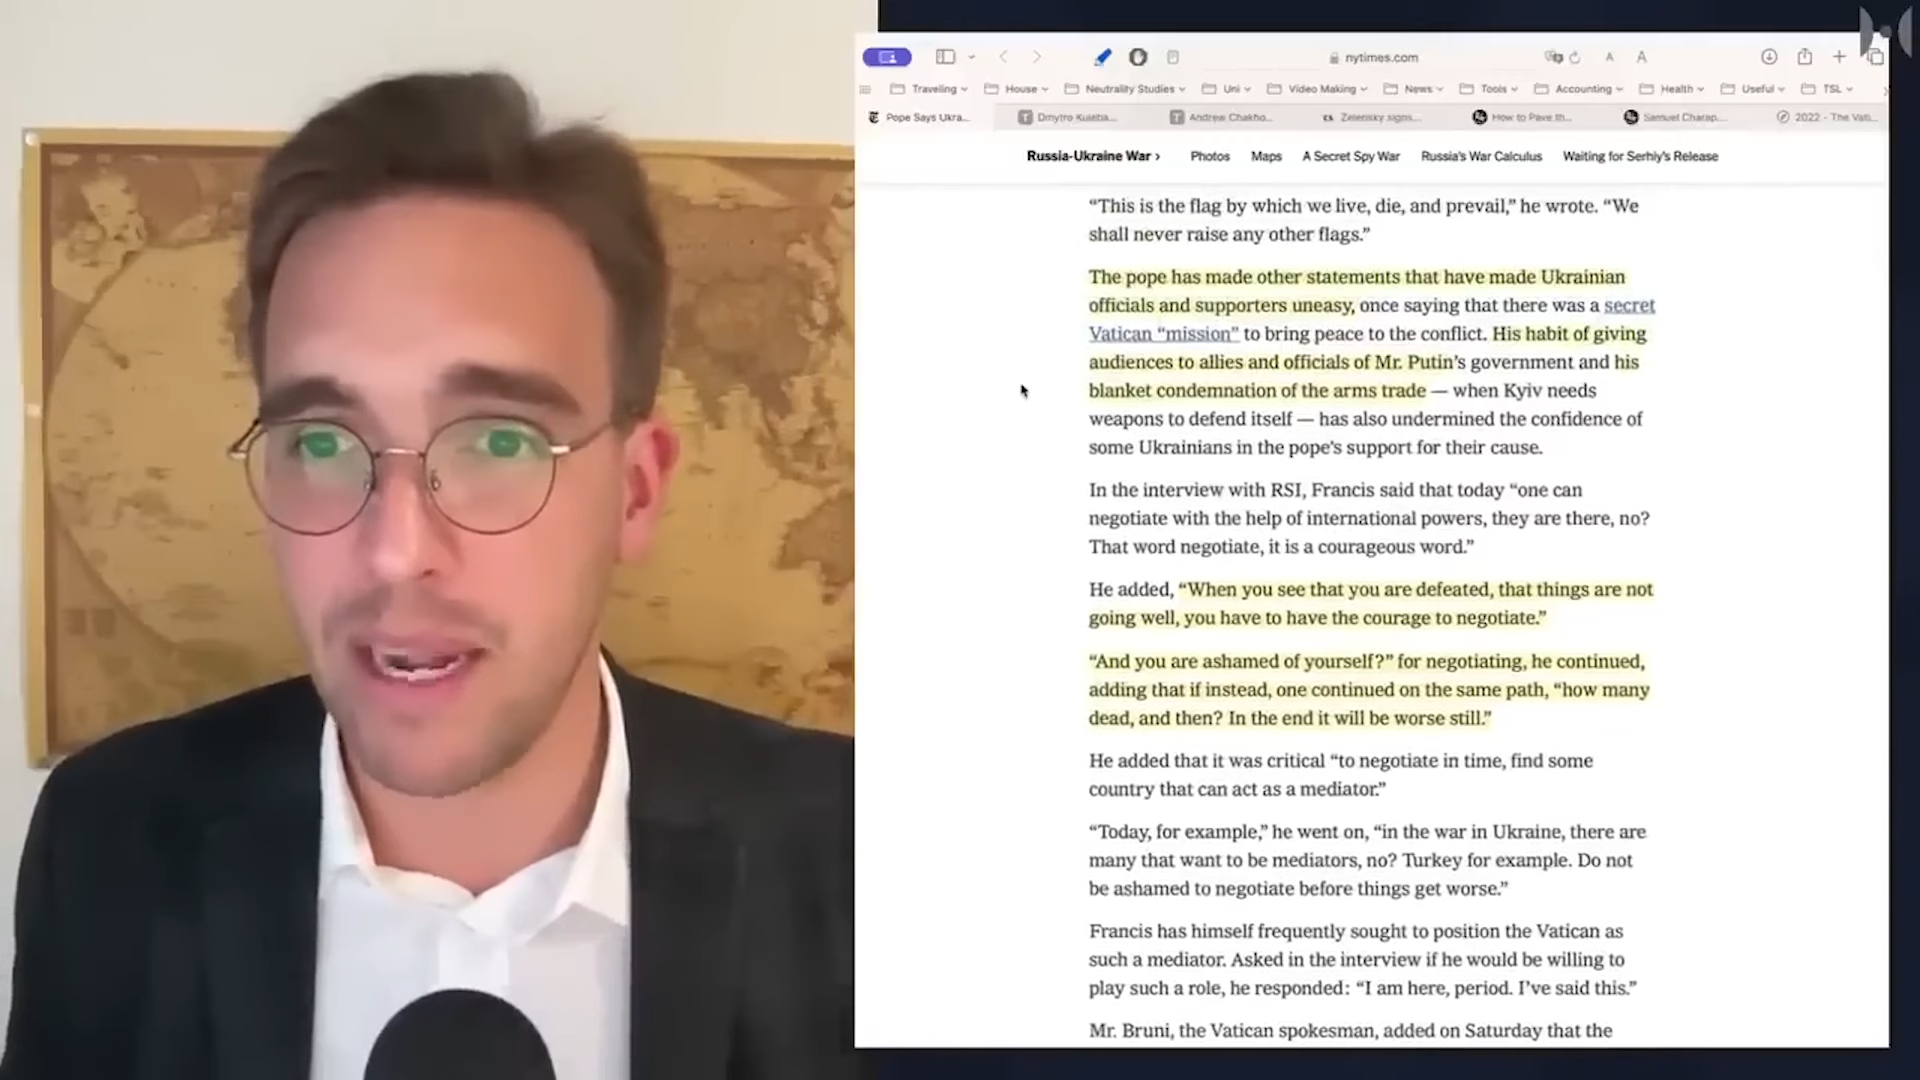 nytimes.com
A A
Traveling House Neutrality Studies Uni Video Making News Tools Accounting Health Useful TSL
Pope Says Ukra... Dmytro Kuleba... Andrew Chakho... Zelensky signs... How to Pave th... Samuel Charap... 2022 - The Vati...
Russia-Ukraine War › Photos Maps A Secret Spy War Russia's War Calculus Waiting for Serhiy's Release
“This is the flag by which we live, die, and prevail,” he wrote. “We
shall never raise any other flags.”
The pope has made other statements that have made Ukrainian
officials and supporters uneasy, once saying that there was a secret
Vatican “mission” to bring peace to the conflict. His habit of giving
audiences to allies and officials of Mr. Putin’s government and his
blanket condemnation of the arms trade — when Kyiv needs
weapons to defend itself — has also undermined the confidence of
some Ukrainians in the pope’s support for their cause.
In the interview with RSI, Francis said that today “one can
negotiate with the help of international powers, they are there, no?
That word negotiate, it is a courageous word.”
He added, “When you see that you are defeated, that things are not
going well, you have to have the courage to negotiate.”
“And you are ashamed of yourself?” for negotiating, he continued,
adding that if instead, one continued on the same path, “how many
dead, and then? In the end it will be worse still.”
He added that it was critical “to negotiate in time, find some
country that can act as a mediator.”
“Today, for example,” he went on, “in the war in Ukraine, there are
many that want to be mediators, no? Turkey for example. Do not
be ashamed to negotiate before things get worse.”
Francis has himself frequently sought to position the Vatican as
such a mediator. Asked in the interview if he would be willing to
play such a role, he responded: “I am here, period. I’ve said this.”
Mr. Bruni, the Vatican spokesman, added on Saturday that the